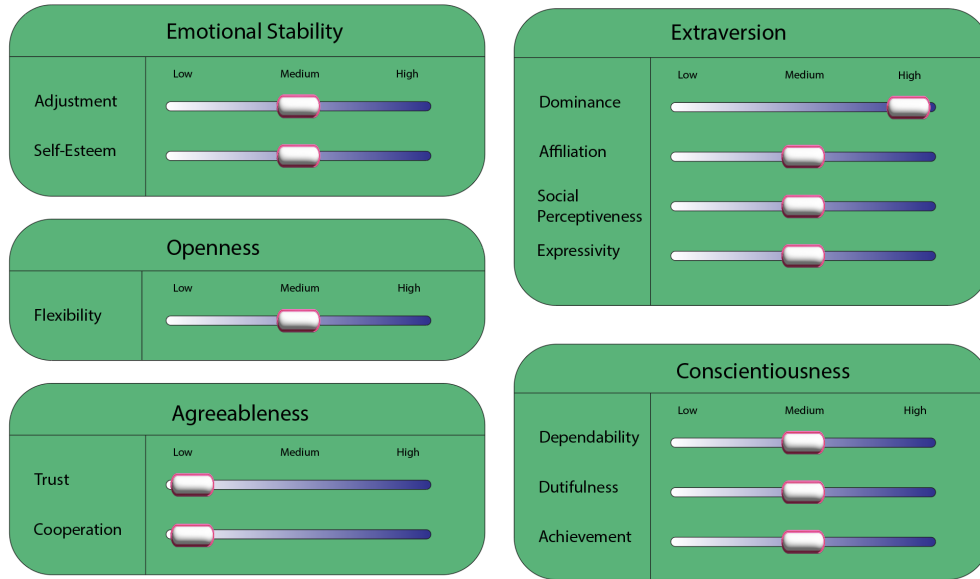 Emotional Stability
Low Medium High
Adjustment
Self-Esteem
Openness
Low Medium High
Flexibility
Agreeableness
Low Medium High
Trust
Cooperation
Extraversion
Low Medium High
Dominance
Affiliation
Social
Perceptiveness
Expressivity
Conscientiousness
Low Medium High
Dependability
Dutifulness
Achievement